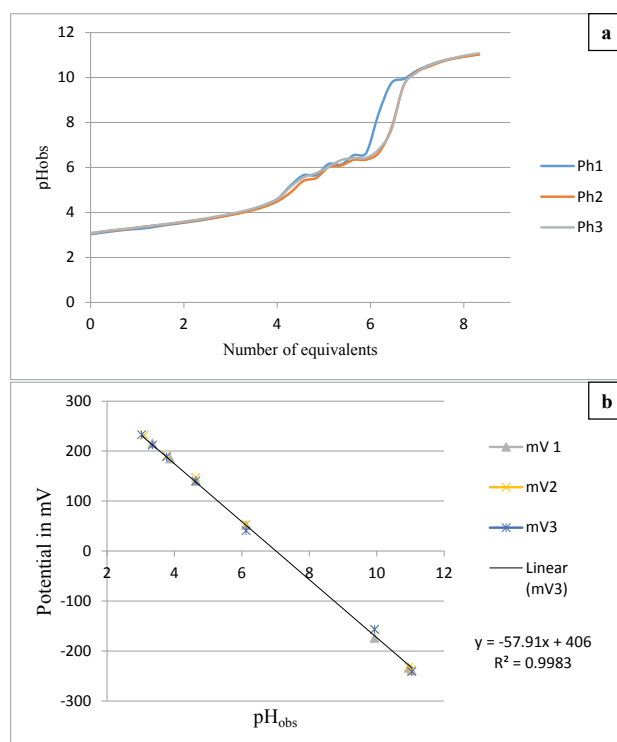 a
12
10
8
6
4
2
0
pHobs
0 2 4 6 8
Number of equivalents
Ph1
Ph2
Ph3
b
300
200
100
0
-100
-200
-300
Potential in mV
2 4 6 8 10 12 14
pHobs
mV 1
mV2
mV3
Linear
(mV3)
y = -57.91x + 406
R² = 0.9983